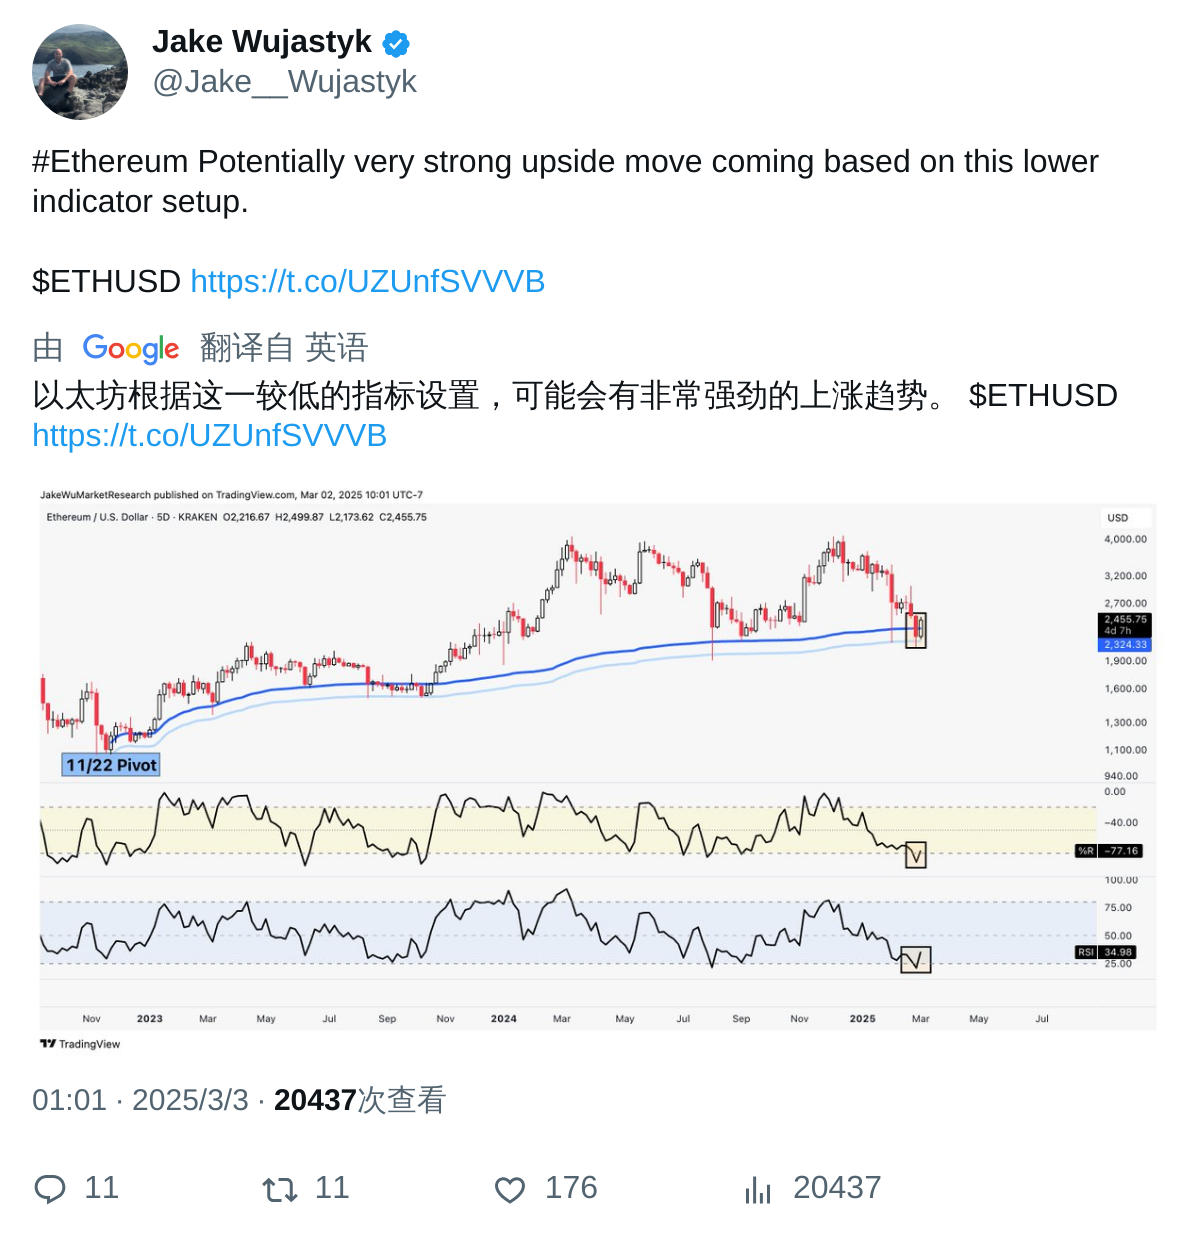 Jake Wujastyk
@Jake__Wujastyk
#Ethereum Potentially very strong upside move coming based on this lower
indicator setup.
$ETHUSD https://t.co/UZUnfSVVVB
由 Google 翻译自 英语
以太坊根据这一较低的指标设置，可能会有非常强劲的上涨趋势。 $ETHUSD
https://t.co/UZUnfSVVVB
JakeWuMarketResearch published on TradingView.com, Mar 02, 2025 10:01 UTC-7
Ethereum / U.S. Dollar · 5D · KRAKEN O2,216.67 H2,499.87 L2,173.62 C2,455.75
USD
4,000.00
3,200.00
2,700.00
2,455.75
4d 7h
2,324.33
1,900.00
1,600.00
1,300.00
1,100.00
940.00
11/22 Pivot
0.00
−40.00
%R −77.16
100.00
75.00
50.00
RSI 34.98
25.00
Nov 2023 Mar May Jul Sep Nov 2024 Mar May Jul Sep Nov 2025 Mar May Jul
TradingView
01:01 · 2025/3/3 · 20437次查看
11 11 176 20437